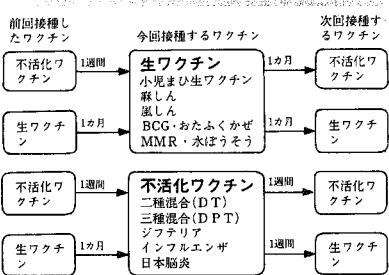 前回接種し
たワクチン
今回接種するワクチン
次回接種す
るワクチン
不活化ワ
クチン
1週間
生ワクチン
小児まひ生ワクチン
麻しん
風しん
BCG・おたふくかぜ
MMR・水ぼうそう
1カ月
不活化ワ
クチン
生ワクチ
ン
1カ月
1カ月
生ワクチ
ン
不活化ワ
クチン
1週間
不活化ワクチン
二種混合(DT)
三種混合(DPT)
ジフテリア
インフルエンザ
日本脳炎
1週間
不活化ワ
クチン
生ワクチ
ン
1カ月
1週間
生ワクチ
ン